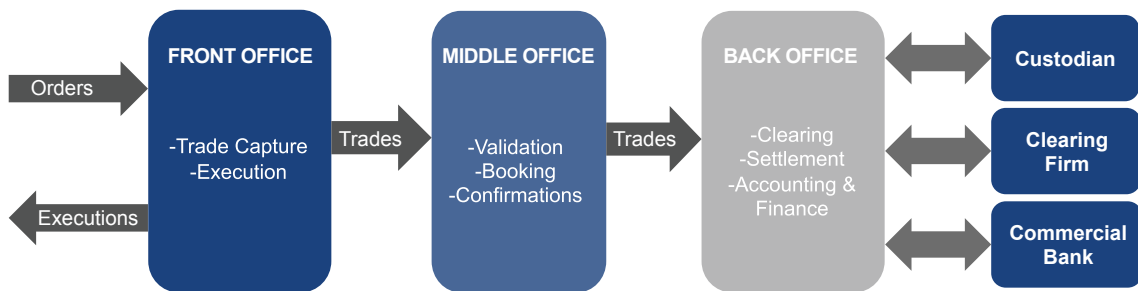 Orders
Executions
FRONT OFFICE
-Trade Capture
-Execution
Trades
MIDDLE OFFICE
-Validation
-Booking
-Confirmations
Trades
BACK OFFICE
-Clearing
-Settlement
-Accounting &
Finance
Custodian
Clearing
Firm
Commercial
Bank